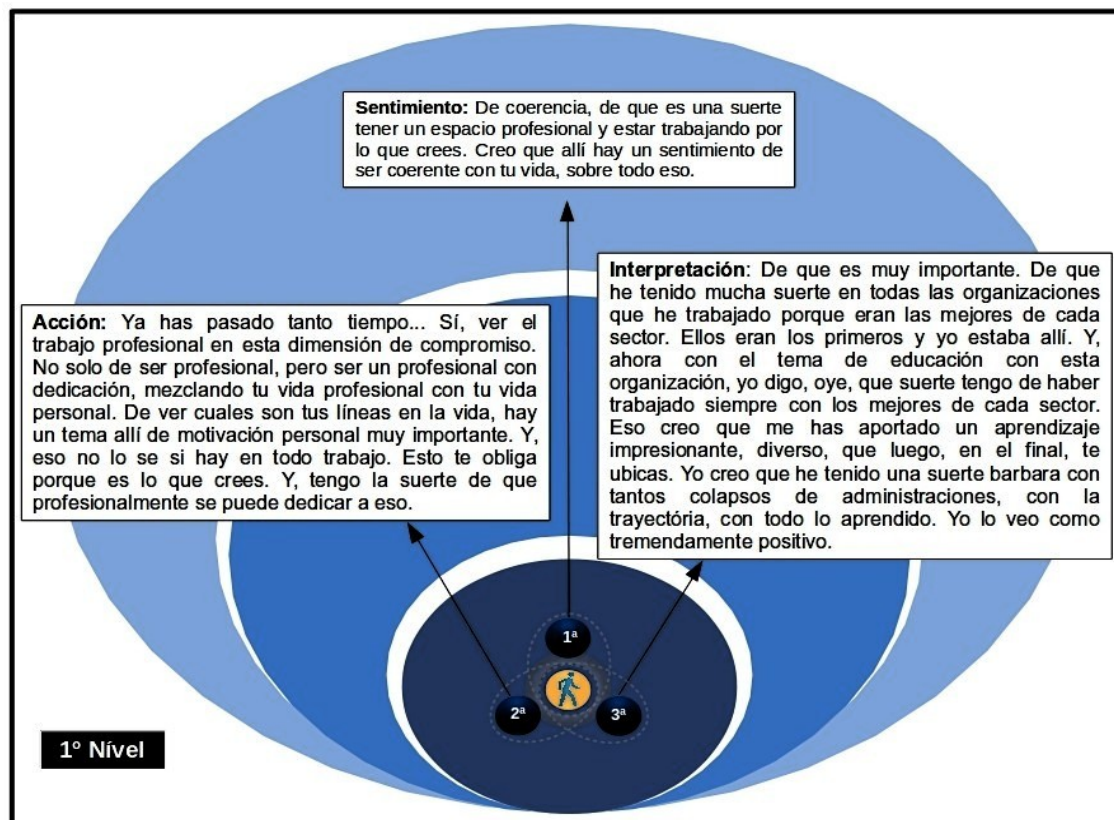 Sentimiento: De coerencia, de que es una suerte
tener un espacio profesional y estar trabajando por
lo que crees. Creo que allí hay un sentimiento de
ser coerente con tu vida, sobre todo eso.
Acción: Ya has pasado tanto tiempo... Sí, ver el
trabajo profesional en esta dimensión de compromiso.
No solo de ser profesional, pero ser un profesional con
dedicación, mezclando tu vida profesional con tu vida
personal. De ver cuales son tus líneas en la vida, hay
un tema allí de motivación personal muy importante. Y,
eso no lo se si hay en todo trabajo. Esto te obliga
porque es lo que crees. Y, tengo la suerte de que
profesionalmente se puede dedicar a eso.
Interpretación: De que es muy importante. De que
he tenido mucha suerte en todas las organizaciones
que he trabajado porque eran las mejores de cada
sector. Ellos eran los primeros y yo estaba allí. Y,
ahora con el tema de educación con esta
organización, yo digo, oye, que suerte tengo de haber
trabajado siempre con los mejores de cada sector.
Eso creo que me has aportado un aprendizaje
impresionante, diverso, que luego, en el final, te
ubicas. Yo creo que he tenido una suerte barbara con
tantos colapsos de administraciones, con la
trayectória, con todo lo aprendido. Yo lo veo como
tremendamente positivo.
1ª
2ª
3ª
1º Nível